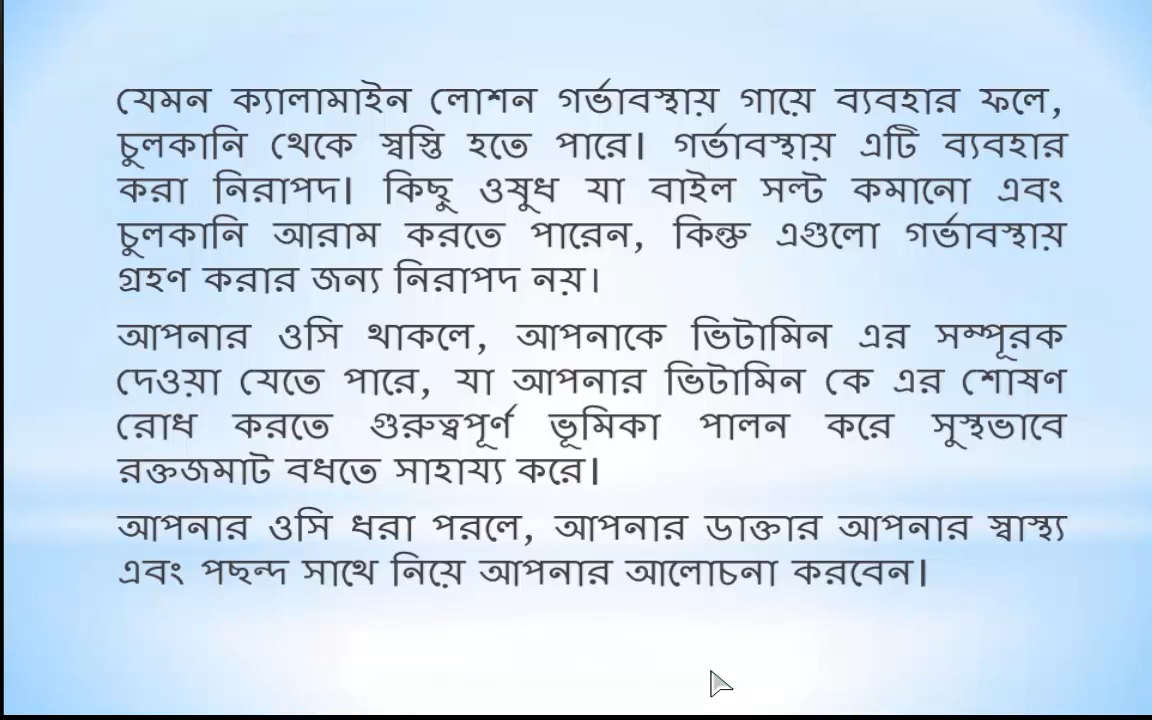 যেমন ক্যালামাইন লোশন গর্ভাবস্থায় গায়ে ব্যবহার ফলে,
চুলকানি থেকে স্বস্তি হতে পারে। গর্ভাবস্থায় এটি ব্যবহার
করা নিরাপদ। কিছু ওষুধ যা বাইল সল্ট কমানো এবং
চুলকানি আরাম করতে পারেন, কিন্তু এগুলো গর্ভাবস্থায়
গ্রহণ করার জন্য নিরাপদ নয়।
আপনার ওসি থাকলে, আপনাকে ভিটামিন এর সম্পূরক
দেওয়া যেতে পারে, যা আপনার ভিটামিন কে এর শোষণ
রোধ করতে গুরুত্বপূর্ণ ভূমিকা পালন করে সুস্থভাবে
রক্তজমাট বধতে সাহায্য করে।
আপনার ওসি ধরা পরলে, আপনার ডাক্তার আপনার স্বাস্থ্য
এবং পছন্দ সাথে নিয়ে আপনার আলোচনা করবেন।